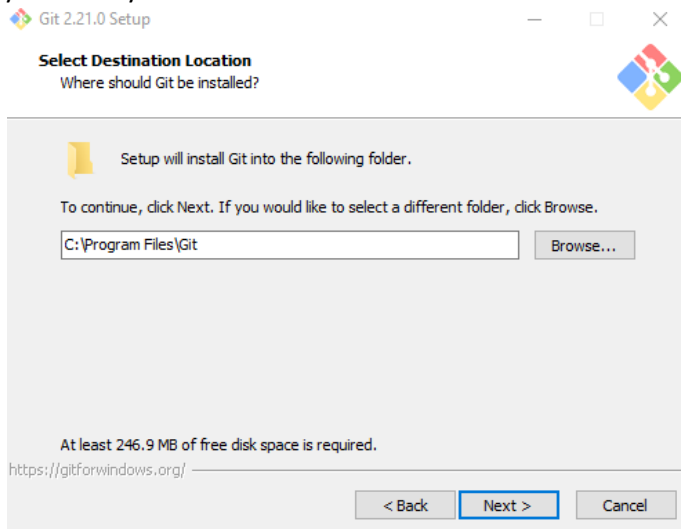 Git 2.21.0 Setup
Select Destination Location
Where should Git be installed?
Setup will install Git into the following folder.
To continue, click Next. If you would like to select a different folder, click Browse.
C:\Program Files\Git
Browse...
At least 246.9 MB of free disk space is required.
https://gitforwindows.org/
< Back
Next >
Cancel